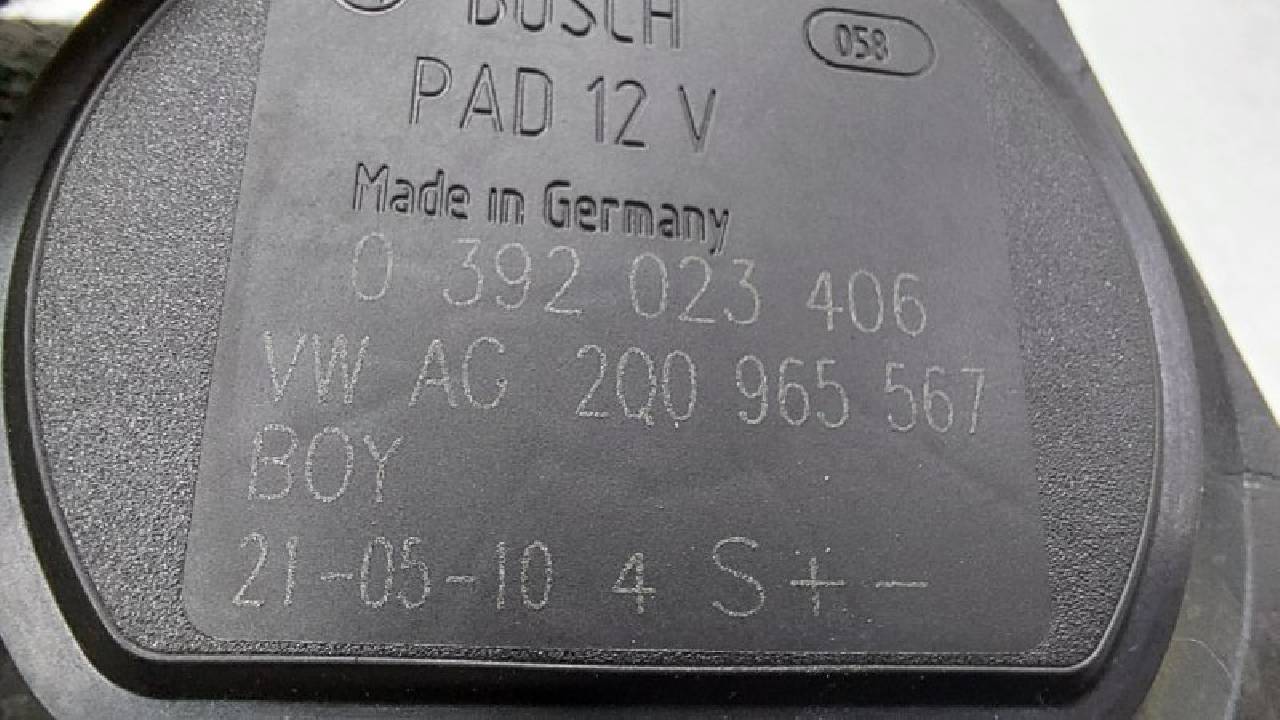 BOSCH
058
PAD 12 V
Made in Germany
0 392 023 406
VW AG 2Q0 965 567
BOY
21-05-10 4 S + -